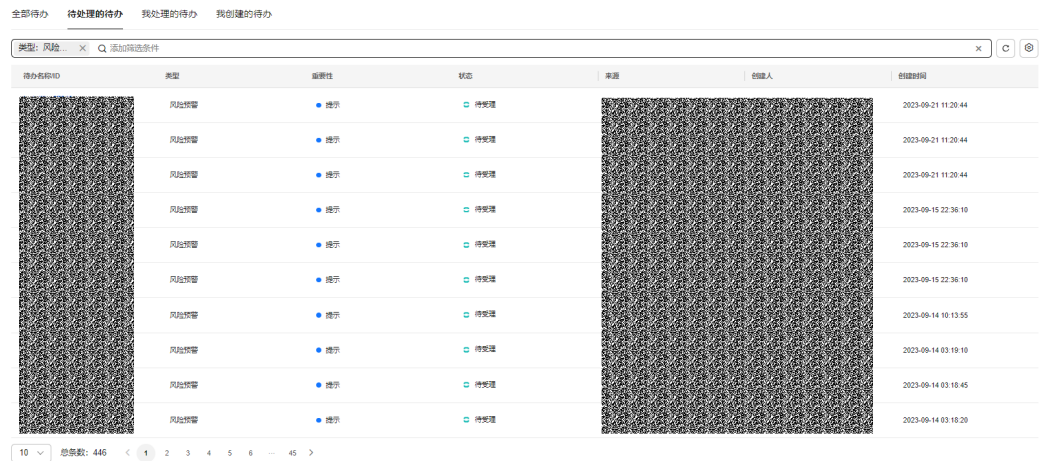 全部待办 待处理的待办 我处理的待办 我创建的待办
类型: 风险... × 添加筛选条件 ×
待办名称/ID 类型 重要性 状态 来源 创建人 创建时间
风险预警 提示 待受理 2023-09-21 11:20:44
风险预警 提示 待受理 2023-09-21 11:20:44
风险预警 提示 待受理 2023-09-21 11:20:44
风险预警 提示 待受理 2023-09-15 22:36:10
风险预警 提示 待受理 2023-09-15 22:36:10
风险预警 提示 待受理 2023-09-15 22:36:10
风险预警 提示 待受理 2023-09-14 10:13:55
风险预警 提示 待受理 2023-09-14 03:19:10
风险预警 提示 待受理 2023-09-14 03:18:45
风险预警 提示 待受理 2023-09-14 03:18:20
10 总条数: 446 < 1 2 3 4 5 6 ... 45 >